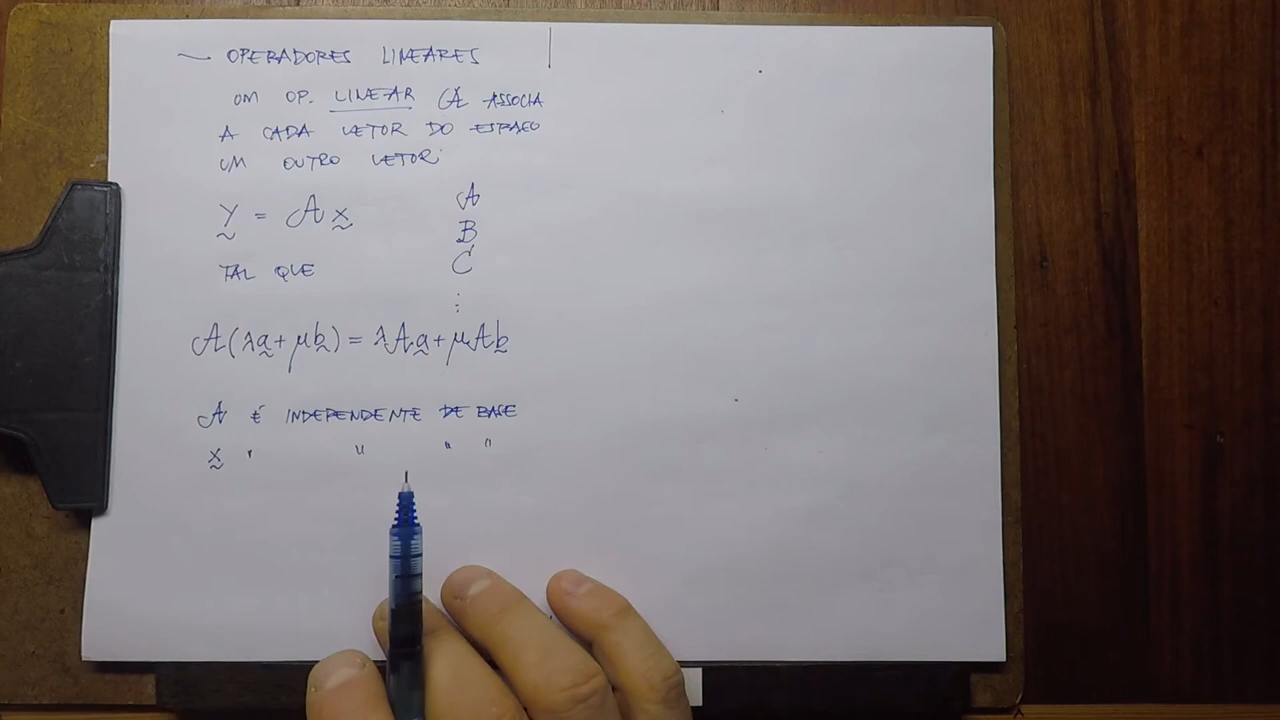 ~ OPERADORES LINEARES
UM OP. LINEAR 𝒜 ASSOCIA
A CADA VETOR DO ESPAÇO
UM OUTRO VETOR:
y = 𝒜 x
𝒜
B
C
⋮
TAL QUE
𝒜(λa + μb) = λ𝒜a + μ𝒜b
𝒜 É INDEPENDENTE DE BASE
x " " " "